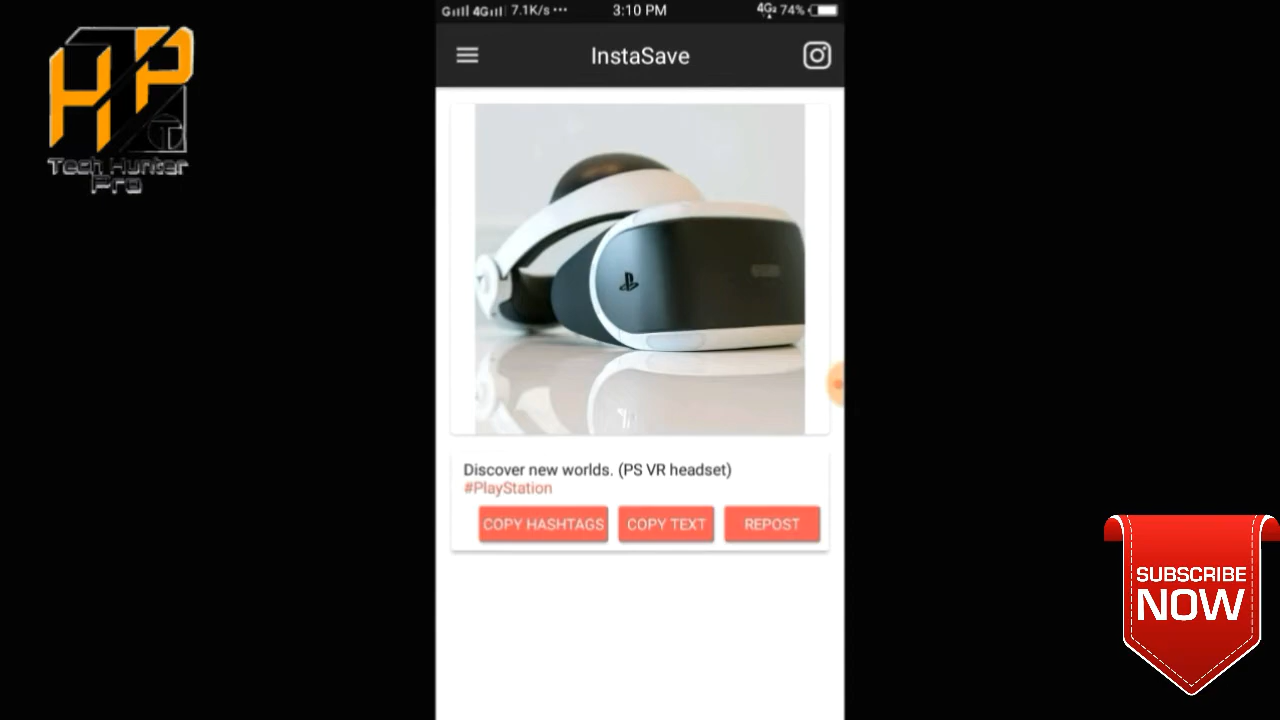 HP
T
Tech Hunter
Pro
4G 7.1K/s ··· 3:10 PM 4G 74%
InstaSave
Discover new worlds. (PS VR headset)
#PlayStation
COPY HASHTAGS COPY TEXT REPOST
SUBSCRIBE
NOW